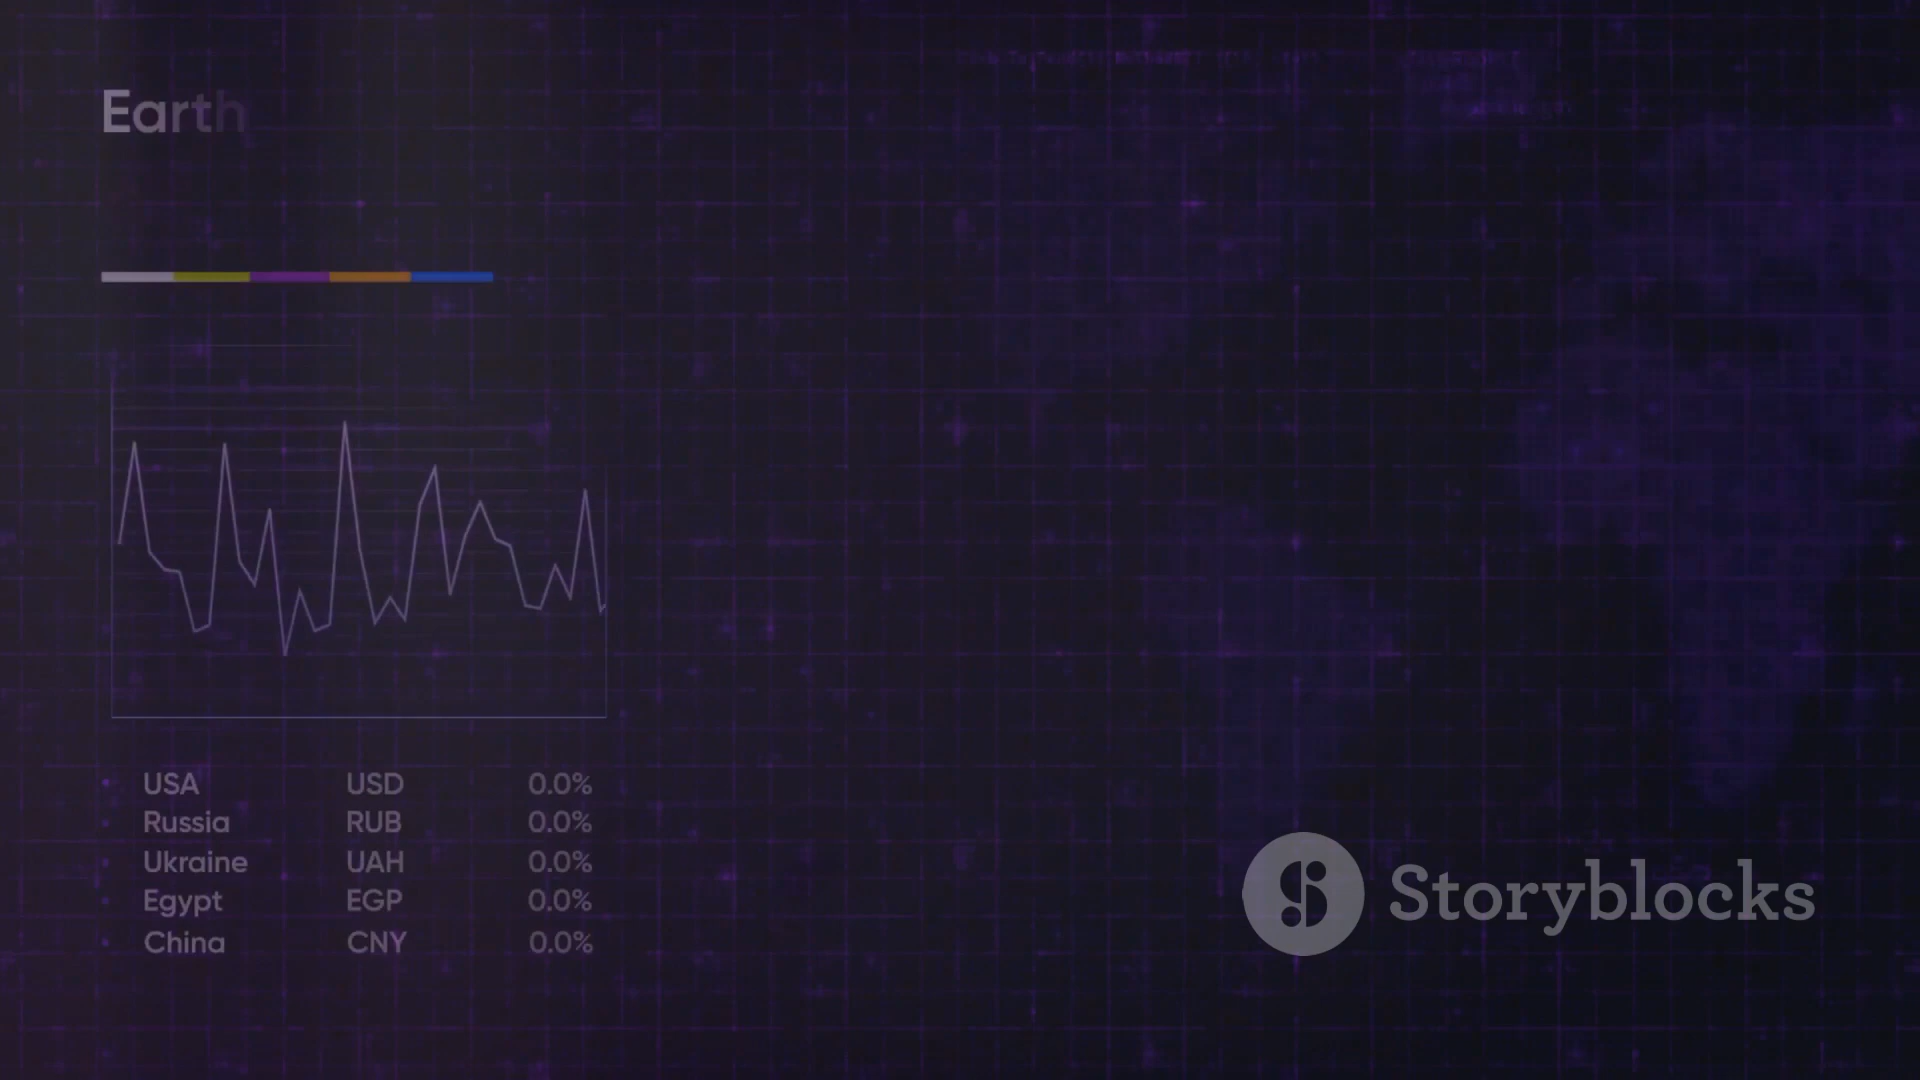 Earth
USA USD 0.0%
Russia RUB 0.0%
Ukraine UAH 0.0%
Egypt EGP 0.0%
China CNY 0.0%
Storyblocks